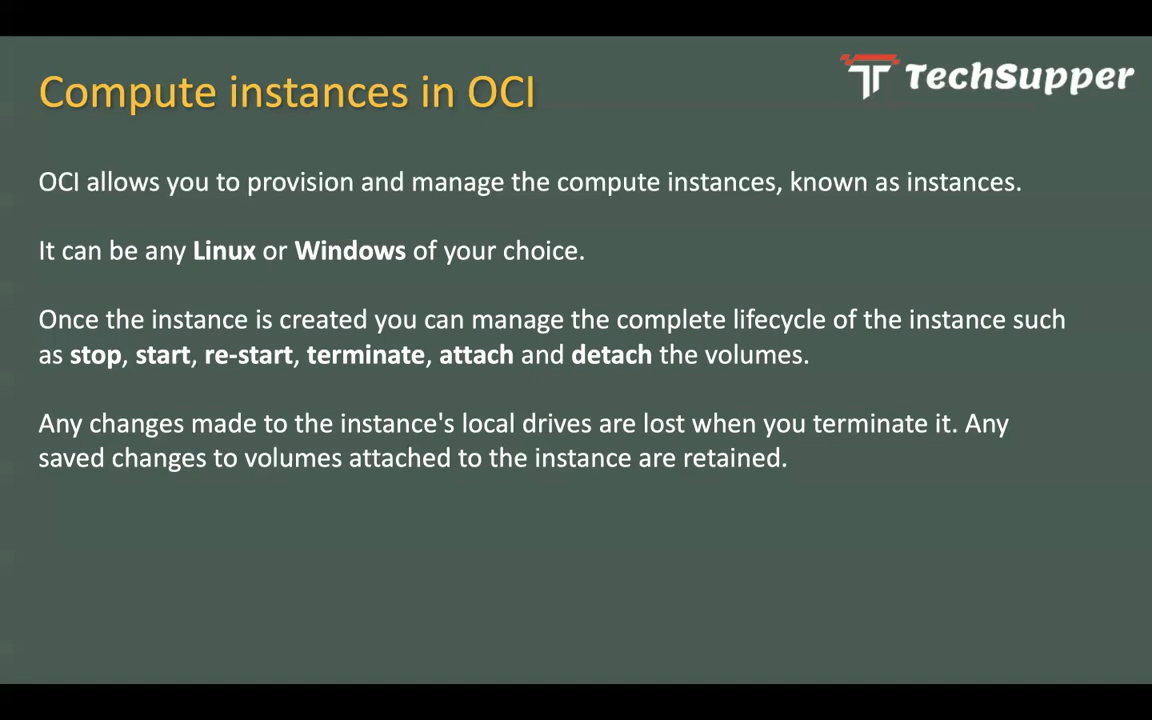 Compute instances in OCI
TechSupper
OCI allows you to provision and manage the compute instances, known as instances.
It can be any Linux or Windows of your choice.
Once the instance is created you can manage the complete lifecycle of the instance such
as stop, start, re-start, terminate, attach and detach the volumes.
Any changes made to the instance's local drives are lost when you terminate it. Any
saved changes to volumes attached to the instance are retained.